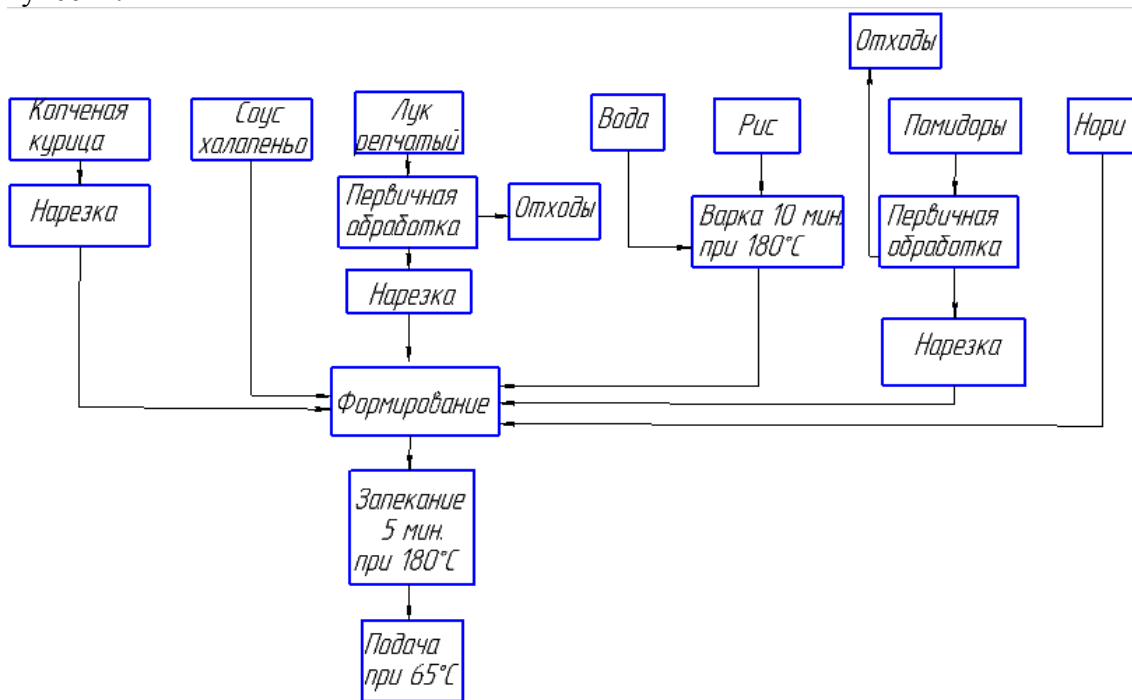 Отходы
Копченая
курица
Соус
халапеньо
Лук
репчатый
Вода
Рис
Помидоры
Нори
Нарезка
Первичная
обработка
Отходы
Варка 10 мин.
при 180°С
Первичная
обработка
Нарезка
Нарезка
Формирование
Запекание
5 мин.
при 180°С
Подача
при 65°С